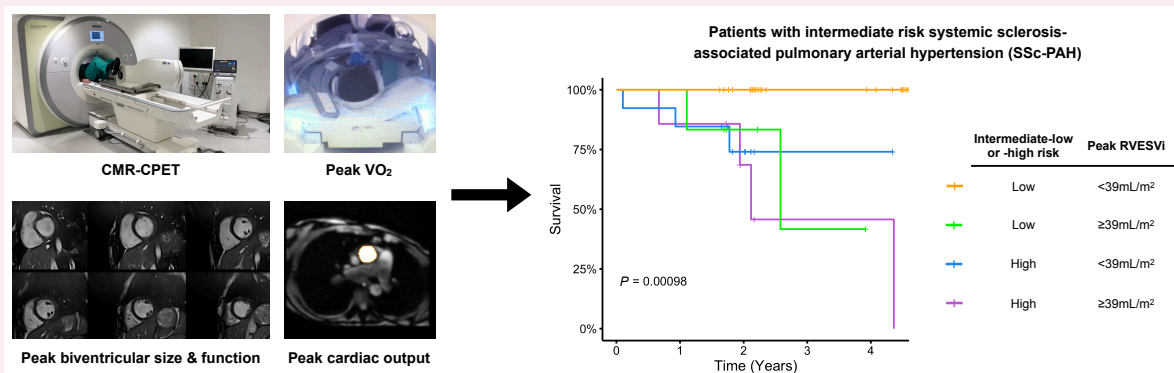 CMR-CPET
Peak VO₂
Peak biventricular size & function
Peak cardiac output
Patients with intermediate risk systemic sclerosis-
associated pulmonary arterial hypertension (SSc-PAH)
Survival
100%
75%
50%
25%
0%
P = 0.00098
0 1 2 3 4
Time (Years)
Intermediate-low
or -high risk
Peak RVESVi
Low <39mL/m²
Low ≥39mL/m²
High <39mL/m²
High ≥39mL/m²